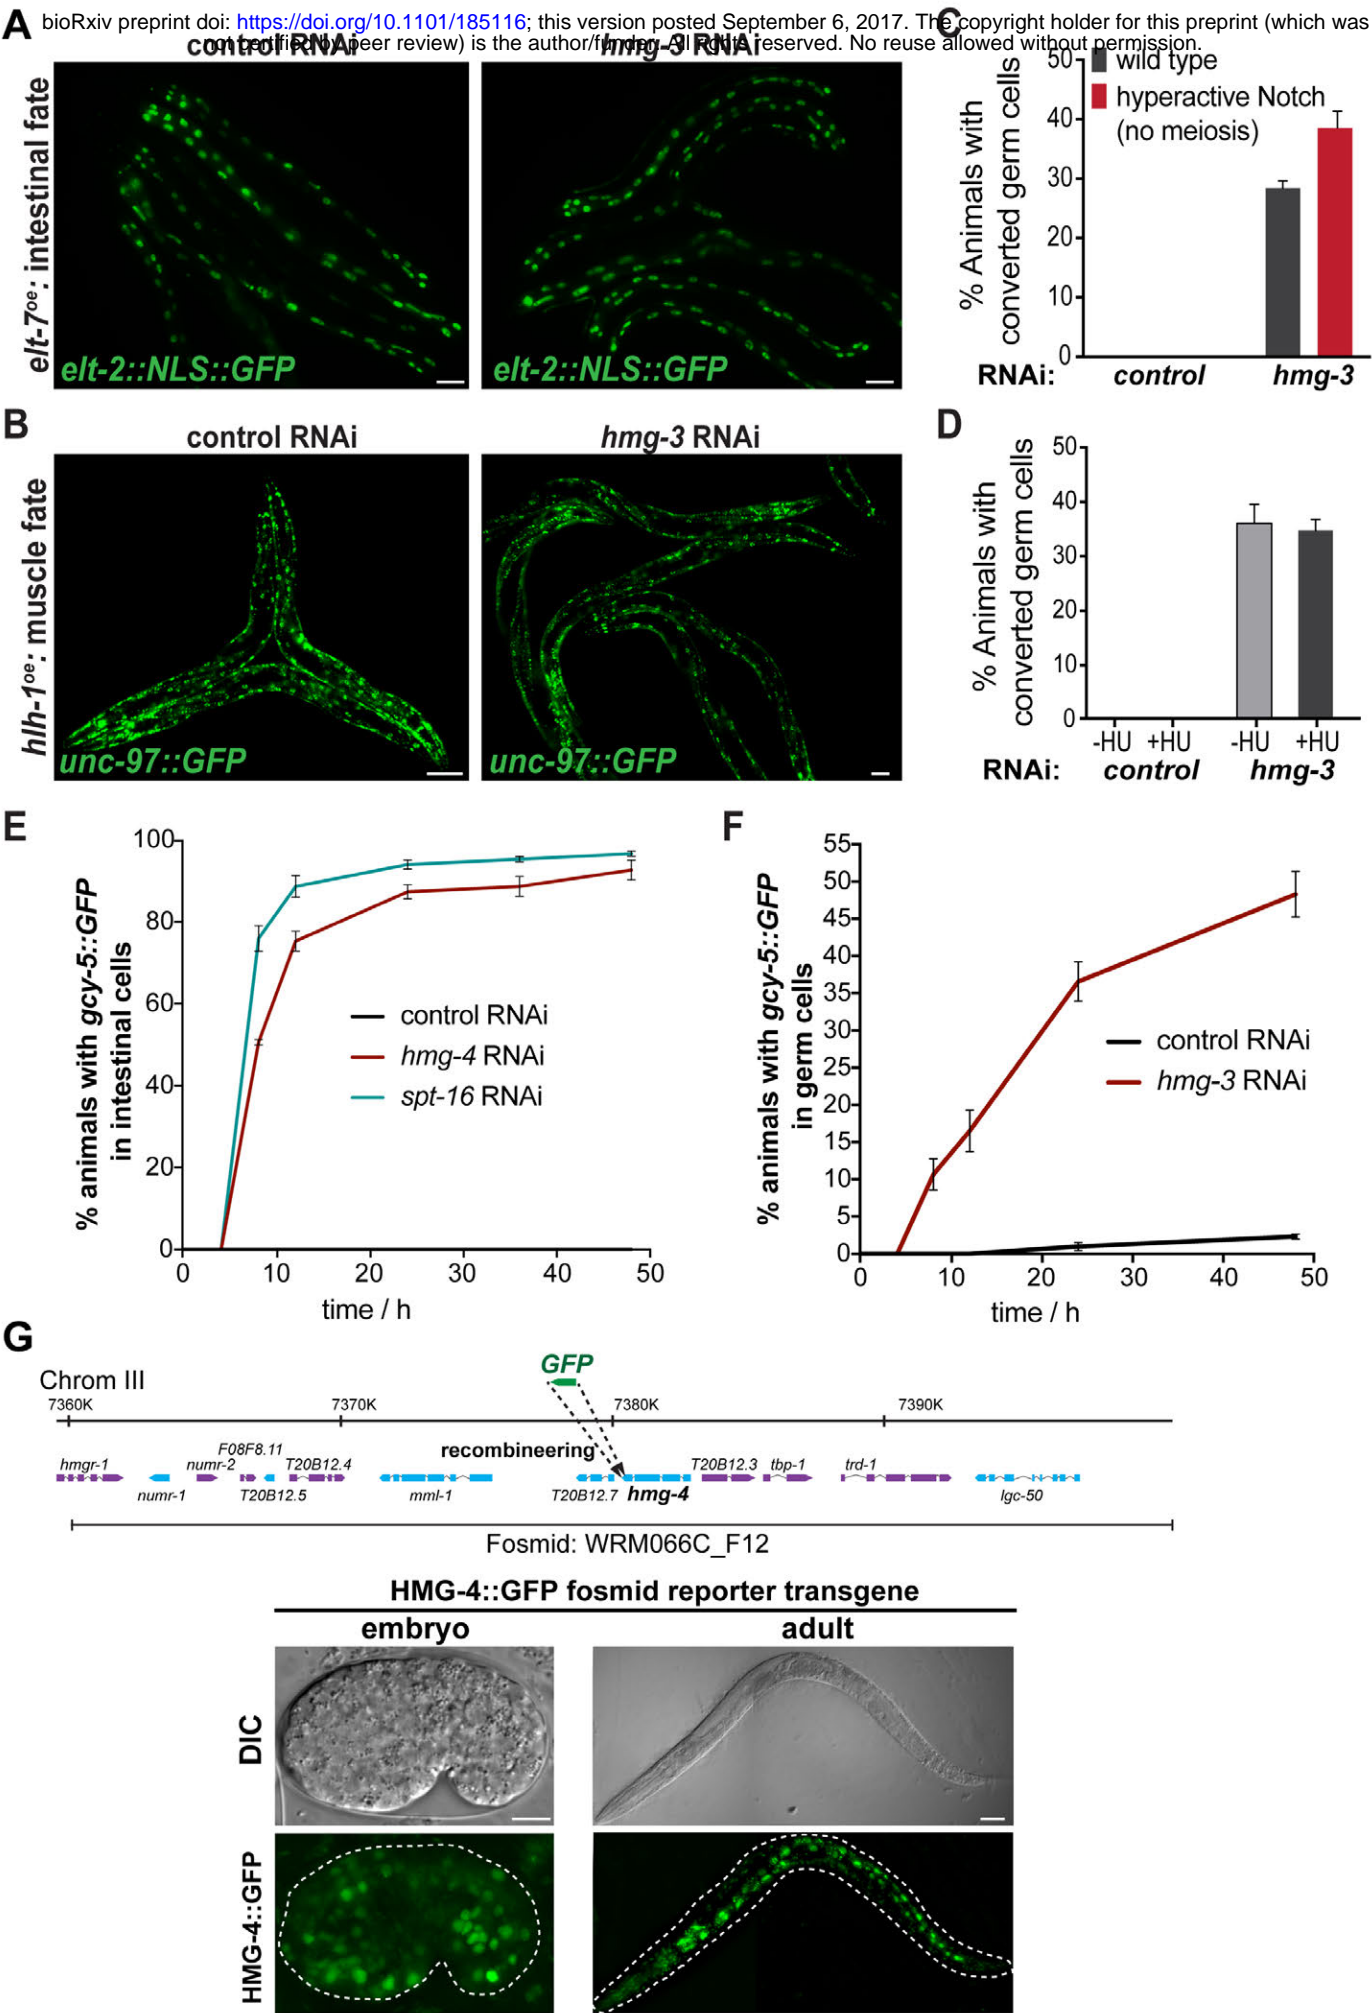 bioRxiv preprint doi: https://doi.org/10.1101/185116; this version posted September 6, 2017. The copyright holder for this preprint (which was
not certified by peer review) is the author/funder. All rights reserved. No reuse allowed without permission.
A
control RNAi
hmg-3 RNAi
elt-7oe: intestinal fate
elt-2::NLS::GFP
elt-2::NLS::GFP
B
control RNAi
hmg-3 RNAi
hlh-1oe: muscle fate
unc-97::GFP
unc-97::GFP
C
% Animals with
converted germ cells
50
40
30
20
10
0
wild type
hyperactive Notch
(no meiosis)
RNAi: control hmg-3
D
% Animals with
converted germ cells
50
40
30
20
10
0
-HU +HU -HU +HU
RNAi: control hmg-3
E
% animals with gcy-5::GFP
in intestinal cells
100
80
60
40
20
0
control RNAi
hmg-4 RNAi
spt-16 RNAi
0 10 20 30 40 50
time / h
F
% animals with gcy-5::GFP
in germ cells
55
50
45
40
35
30
25
20
15
10
5
0
control RNAi
hmg-3 RNAi
0 10 20 30 40 50
time / h
G
GFP
Chrom III
7360K 7370K 7380K 7390K
recombineering
F08F8.11
hmgr-1 numr-2 T20B12.4 T20B12.3 tbp-1 trd-1
numr-1 T20B12.5 mml-1 T20B12.7 hmg-4 lgc-50
Fosmid: WRM066C_F12
HMG-4::GFP fosmid reporter transgene
embryo adult
DIC
HMG-4::GFP